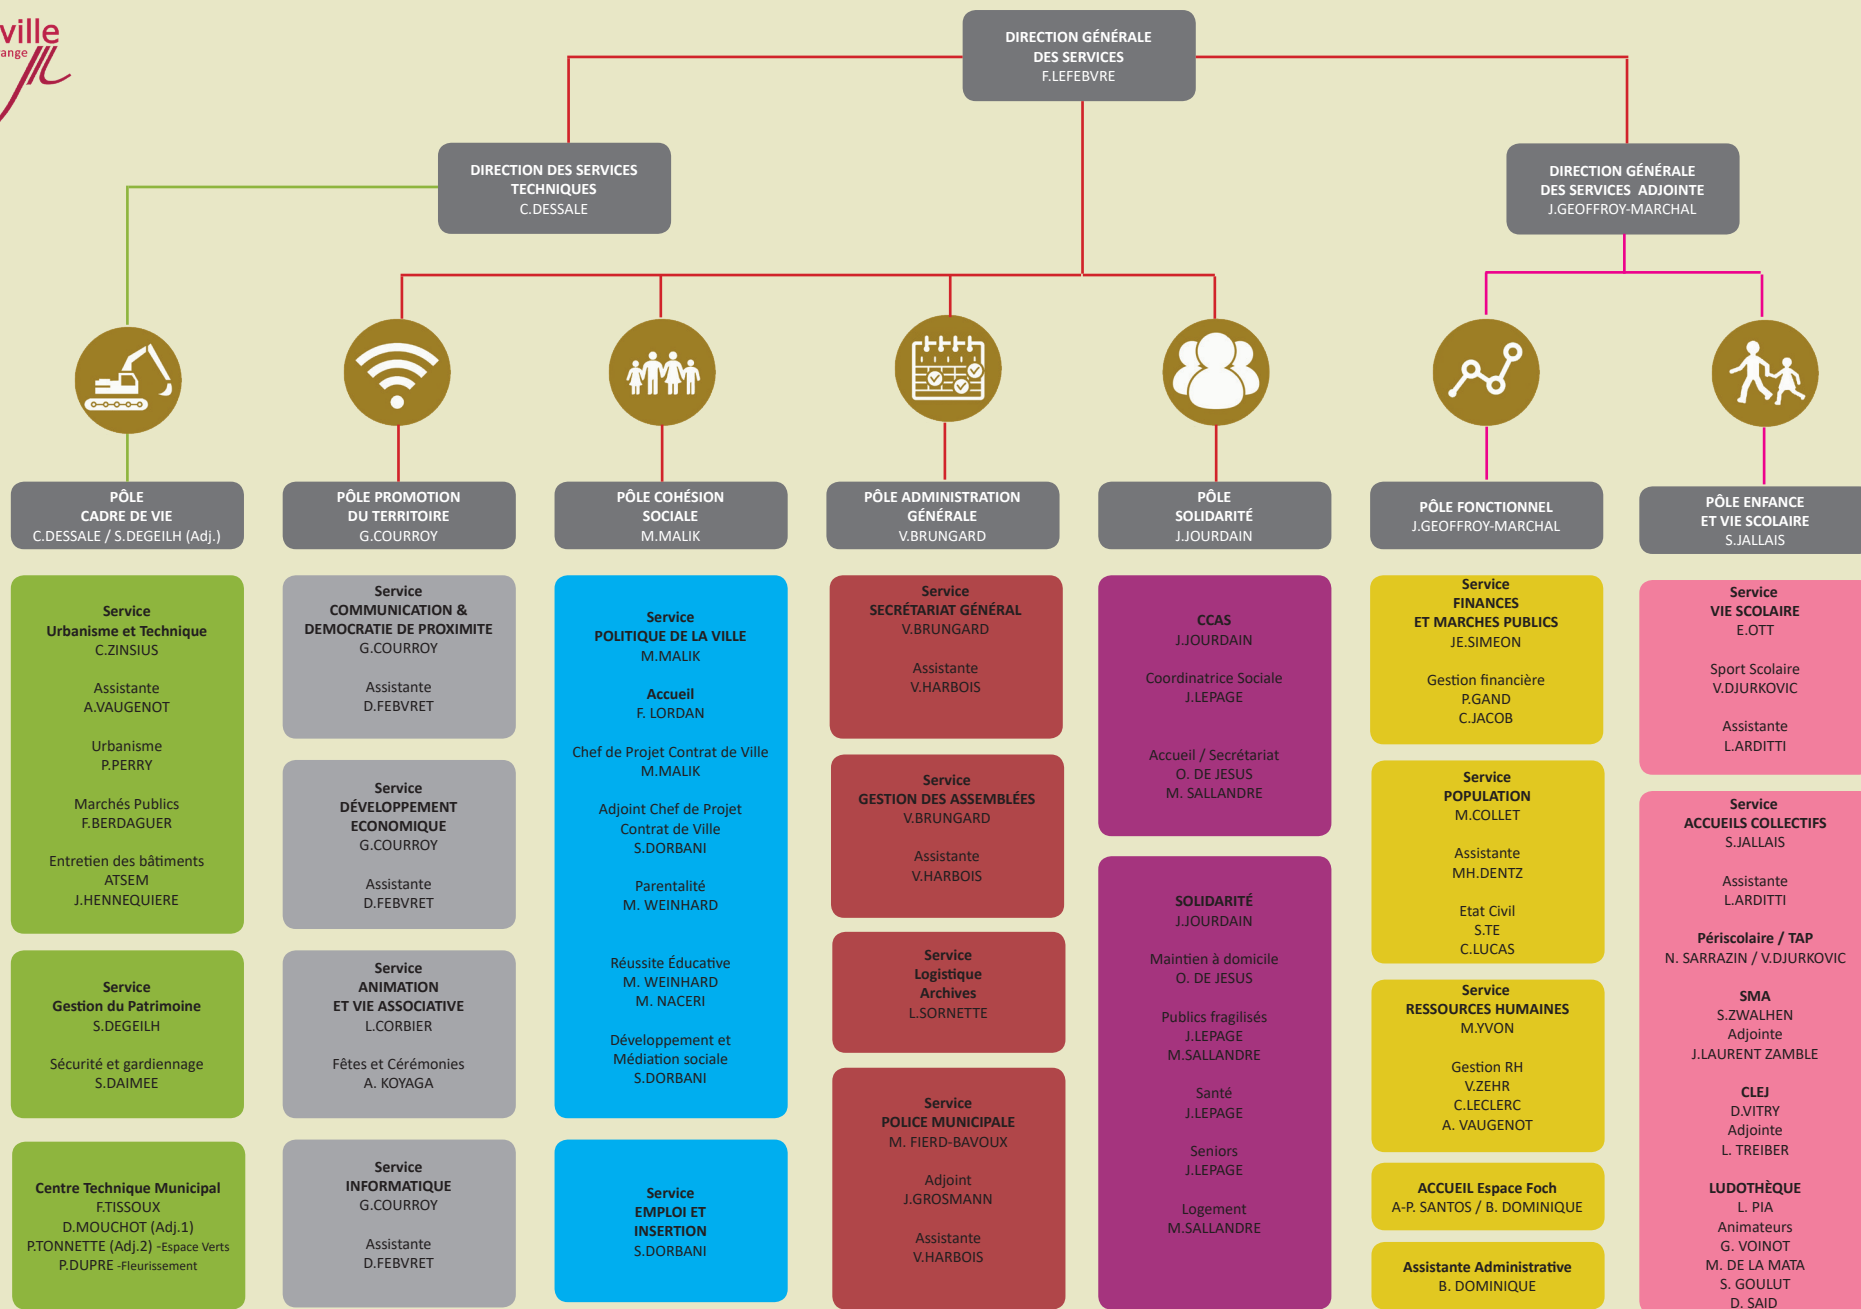 ville
range
DIRECTION GÉNÉRALE
DES SERVICES
F.LEFEBVRE
DIRECTION DES SERVICES
TECHNIQUES
C.DESSALE
DIRECTION GÉNÉRALE
DES SERVICES ADJOINTE
J.GEOFFROY-MARCHAL
PÔLE
CADRE DE VIE
C.DESSALE / S.DEGEILH (Adj.)
Service
Urbanisme et Technique
C.ZINSIUS
Assistante
A.VAUGENOT
Urbanisme
P.PERRY
Marchés Publics
F.BERDAGUER
Entretien des bâtiments
ATSEM
J.HENNEQUIERE
Service
Gestion du Patrimoine
S.DEGEILH
Sécurité et gardiennage
S.DAIMEE
Centre Technique Municipal
F.TISSOUX
D.MOUCHOT (Adj.1)
P.TONNETTE (Adj.2) -Espace Verts
P.DUPRE -Fleurissement
PÔLE PROMOTION
DU TERRITOIRE
G.COURROY
Service
COMMUNICATION &
DEMOCRATIE DE PROXIMITE
G.COURROY
Assistante
D.FEBVRET
Service
DÉVELOPPEMENT
ECONOMIQUE
G.COURROY
Assistante
D.FEBVRET
Service
ANIMATION
ET VIE ASSOCIATIVE
L.CORBIER
Fêtes et Cérémonies
A. KOYAGA
Service
INFORMATIQUE
G.COURROY
Assistante
D.FEBVRET
PÔLE COHÉSION
SOCIALE
M.MALIK
Service
POLITIQUE DE LA VILLE
M.MALIK
Accueil
F. LORDAN
Chef de Projet Contrat de Ville
M.MALIK
Adjoint Chef de Projet
Contrat de Ville
S.DORBANI
Parentalité
M. WEINHARD
Réussite Éducative
M. WEINHARD
M. NACERI
Développement et
Médiation sociale
S.DORBANI
Service
EMPLOI ET
INSERTION
S.DORBANI
PÔLE ADMINISTRATION
GÉNÉRALE
V.BRUNGARD
Service
SECRÉTARIAT GÉNÉRAL
V.BRUNGARD
Assistante
V.HARBOIS
Service
GESTION DES ASSEMBLÉES
V.BRUNGARD
Assistante
V.HARBOIS
Service
Logistique
Archives
L.SORNETTE
Service
POLICE MUNICIPALE
M. FIERD-BAVOUX
Adjoint
J.GROSMANN
Assistante
V.HARBOIS
PÔLE
SOLIDARITÉ
J.JOURDAIN
CCAS
J.JOURDAIN
Coordinatrice Sociale
J.LEPAGE
Accueil / Secrétariat
O. DE JESUS
M. SALLANDRE
SOLIDARITÉ
J.JOURDAIN
Maintien à domicile
O. DE JESUS
Publics fragilisés
J.LEPAGE
M.SALLANDRE
Santé
J.LEPAGE
Seniors
J.LEPAGE
Logement
M.SALLANDRE
PÔLE FONCTIONNEL
J.GEOFFROY-MARCHAL
Service
FINANCES
ET MARCHES PUBLICS
JE.SIMEON
Gestion financière
P.GAND
C.JACOB
Service
POPULATION
M.COLLET
Assistante
MH.DENTZ
Etat Civil
S.TE
C.LUCAS
Service
RESSOURCES HUMAINES
M.YVON
Gestion RH
V.ZEHR
C.LECLERC
A. VAUGENOT
ACCUEIL Espace Foch
A-P. SANTOS / B. DOMINIQUE
Assistante Administrative
B. DOMINIQUE
PÔLE ENFANCE
ET VIE SCOLAIRE
S.JALLAIS
Service
VIE SCOLAIRE
E.OTT
Sport Scolaire
V.DJURKOVIC
Assistante
L.ARDITTI
Service
ACCUEILS COLLECTIFS
S.JALLAIS
Assistante
L.ARDITTI
Périscolaire / TAP
N. SARRAZIN / V.DJURKOVIC
SMA
S.ZWALHEN
Adjointe
J.LAURENT ZAMBLE
CLEJ
D.VITRY
Adjointe
L. TREIBER
LUDOTHÈQUE
L. PIA
Animateurs
G. VOINOT
M. DE LA MATA
S. GOULUT
D. SAID